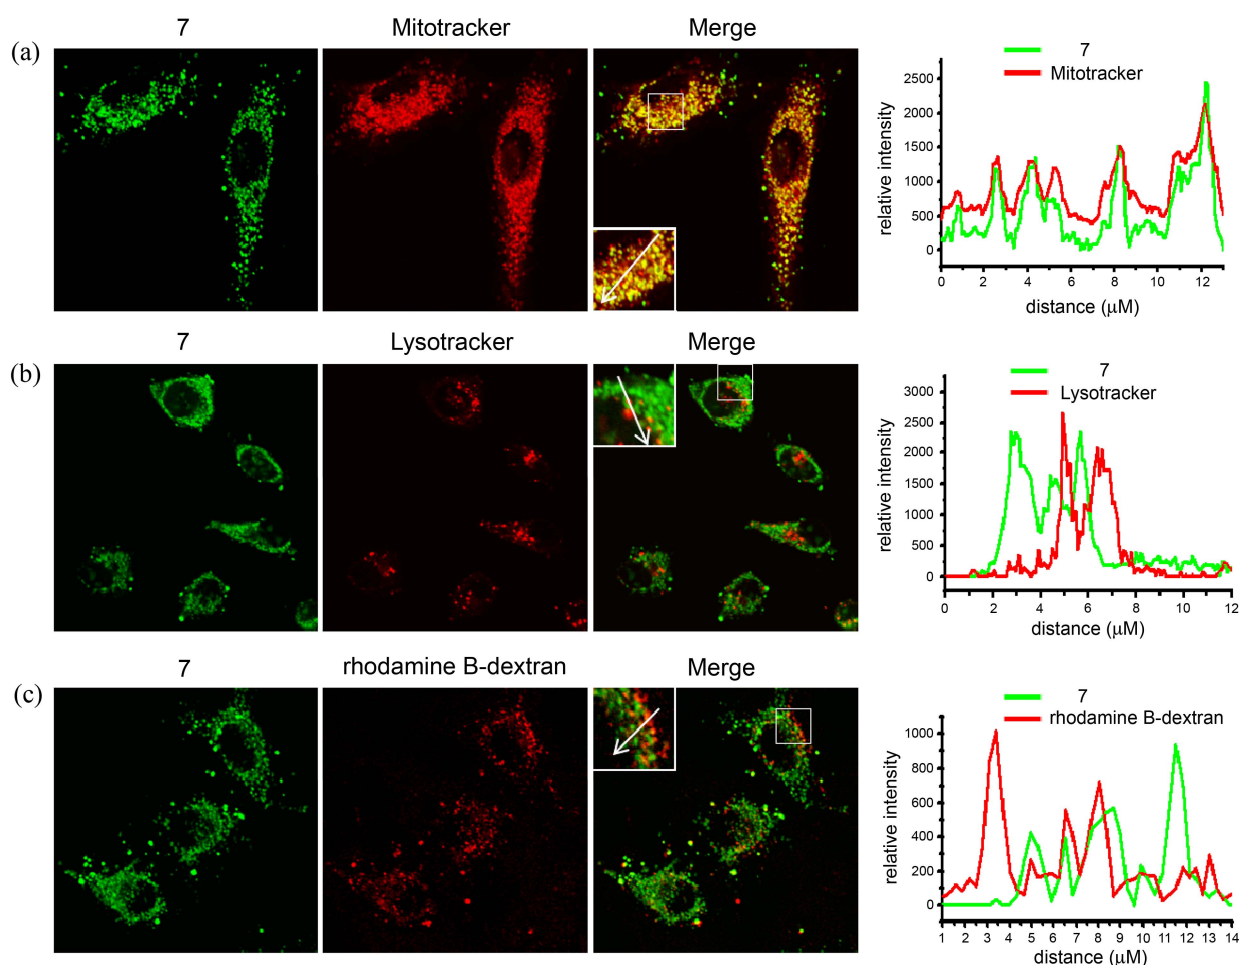 7 Mitotracker Merge
(a)
7
Mitotracker
relative intensity
2500
2000
1500
1000
500
0
0 2 4 6 8 10 12
distance (μM)
7 Lysotracker Merge
(b)
7
Lysotracker
relative intensity
3000
2500
2000
1500
1000
500
0
0 2 4 6 8 10 12
distance (μM)
7 rhodamine B-dextran Merge
(c)
7
rhodamine B-dextran
relative intensity
1000
800
600
400
200
0
1 2 3 4 5 6 7 8 9 10 11 12 13 14
distance (μM)